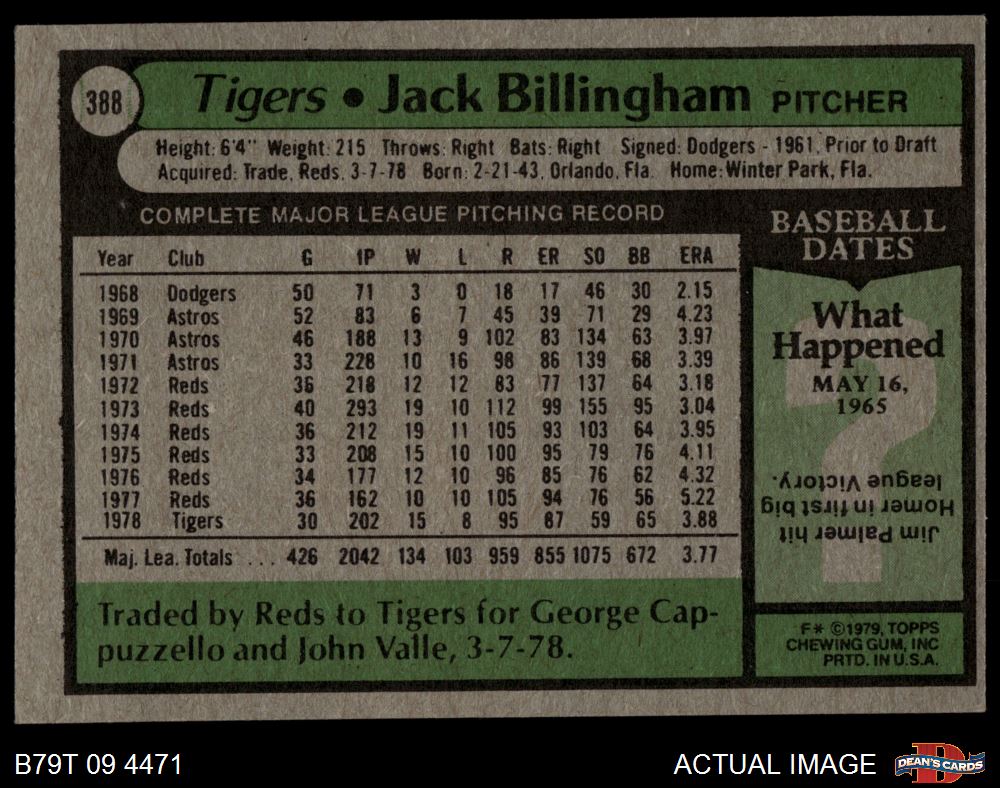 388
Tigers • Jack Billingham PITCHER
Height: 6'4" Weight: 215 Throws: Right Bats: Right Signed: Dodgers - 1961, Prior to Draft
Acquired: Trade, Reds, 3-7-78 Born: 2-21-43, Orlando, Fla. Home: Winter Park, Fla.
COMPLETE MAJOR LEAGUE PITCHING RECORD
Year Club G IP W L R ER SO BB ERA
1968 Dodgers 50 71 3 0 18 17 46 30 2.15
1969 Astros 52 83 6 7 45 39 71 29 4.23
1970 Astros 46 188 13 9 102 83 134 63 3.97
1971 Astros 33 228 10 16 98 86 139 68 3.39
1972 Reds 36 218 12 12 83 77 137 64 3.18
1973 Reds 40 293 19 10 112 99 155 95 3.04
1974 Reds 36 212 19 11 105 93 103 64 3.95
1975 Reds 33 208 15 10 100 95 79 76 4.11
1976 Reds 34 177 12 10 96 85 76 62 4.32
1977 Reds 36 162 10 10 105 94 76 56 5.22
1978 Tigers 30 202 15 8 95 87 59 65 3.88
Maj. Lea. Totals ... 426 2042 134 103 959 855 1075 672 3.77
Traded by Reds to Tigers for George Cap-
puzzello and John Valle, 3-7-78.
BASEBALL
DATES
What
Happened
MAY 16,
1965
?
Jim Palmer hit
Homer in first big
league Victory.
F* ©1979, TOPPS
CHEWING GUM, INC
PRTD. IN U.S.A.
B79T 09 4471
ACTUAL IMAGE
D
DEAN'S CARDS